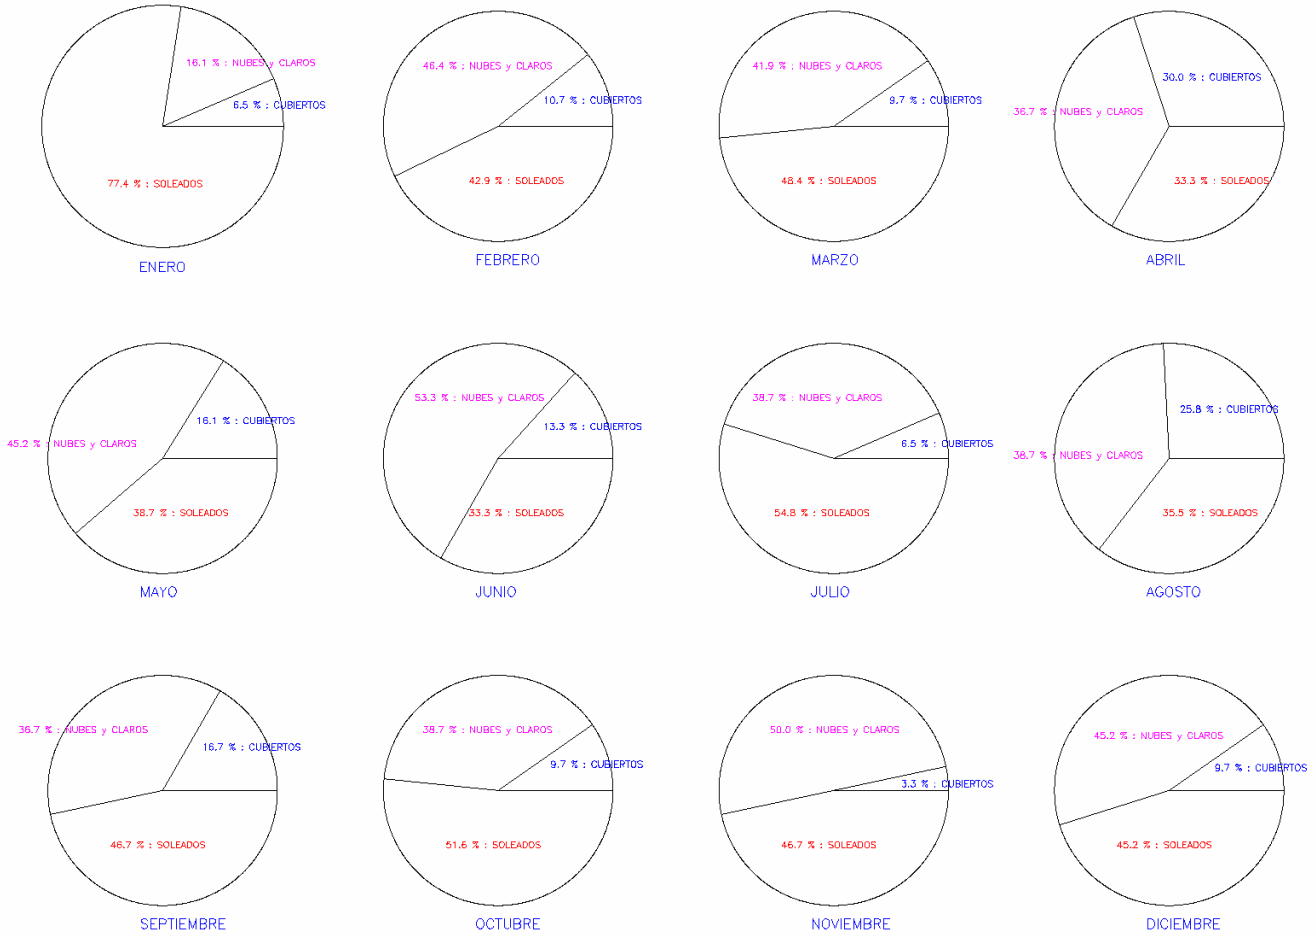 16.1 % : NUBES y CLAROS
6.5 % : CUBIERTOS
77.4 % : SOLEADOS
ENERO
46.4 % : NUBES y CLAROS
10.7 % : CUBIERTOS
42.9 % : SOLEADOS
FEBRERO
41.9 % : NUBES y CLAROS
9.7 % : CUBIERTOS
48.4 % : SOLEADOS
MARZO
30.0 % : CUBIERTOS
36.7 % : NUBES y CLAROS
33.3 % : SOLEADOS
ABRIL
16.1 % : CUBIERTOS
45.2 % : NUBES y CLAROS
38.7 % : SOLEADOS
MAYO
53.3 % : NUBES y CLAROS
13.3 % : CUBIERTOS
33.3 % : SOLEADOS
JUNIO
38.7 % : NUBES y CLAROS
6.5 % : CUBIERTOS
54.8 % : SOLEADOS
JULIO
25.8 % : CUBIERTOS
38.7 % : NUBES y CLAROS
35.5 % : SOLEADOS
AGOSTO
36.7 % : NUBES y CLAROS
16.7 % : CUBIERTOS
46.7 % : SOLEADOS
SEPTIEMBRE
38.7 % : NUBES y CLAROS
9.7 % : CUBIERTOS
51.6 % : SOLEADOS
OCTUBRE
50.0 % : NUBES y CLAROS
3.3 % : CUBIERTOS
46.7 % : SOLEADOS
NOVIEMBRE
45.2 % : NUBES y CLAROS
9.7 % : CUBIERTOS
45.2 % : SOLEADOS
DICIEMBRE